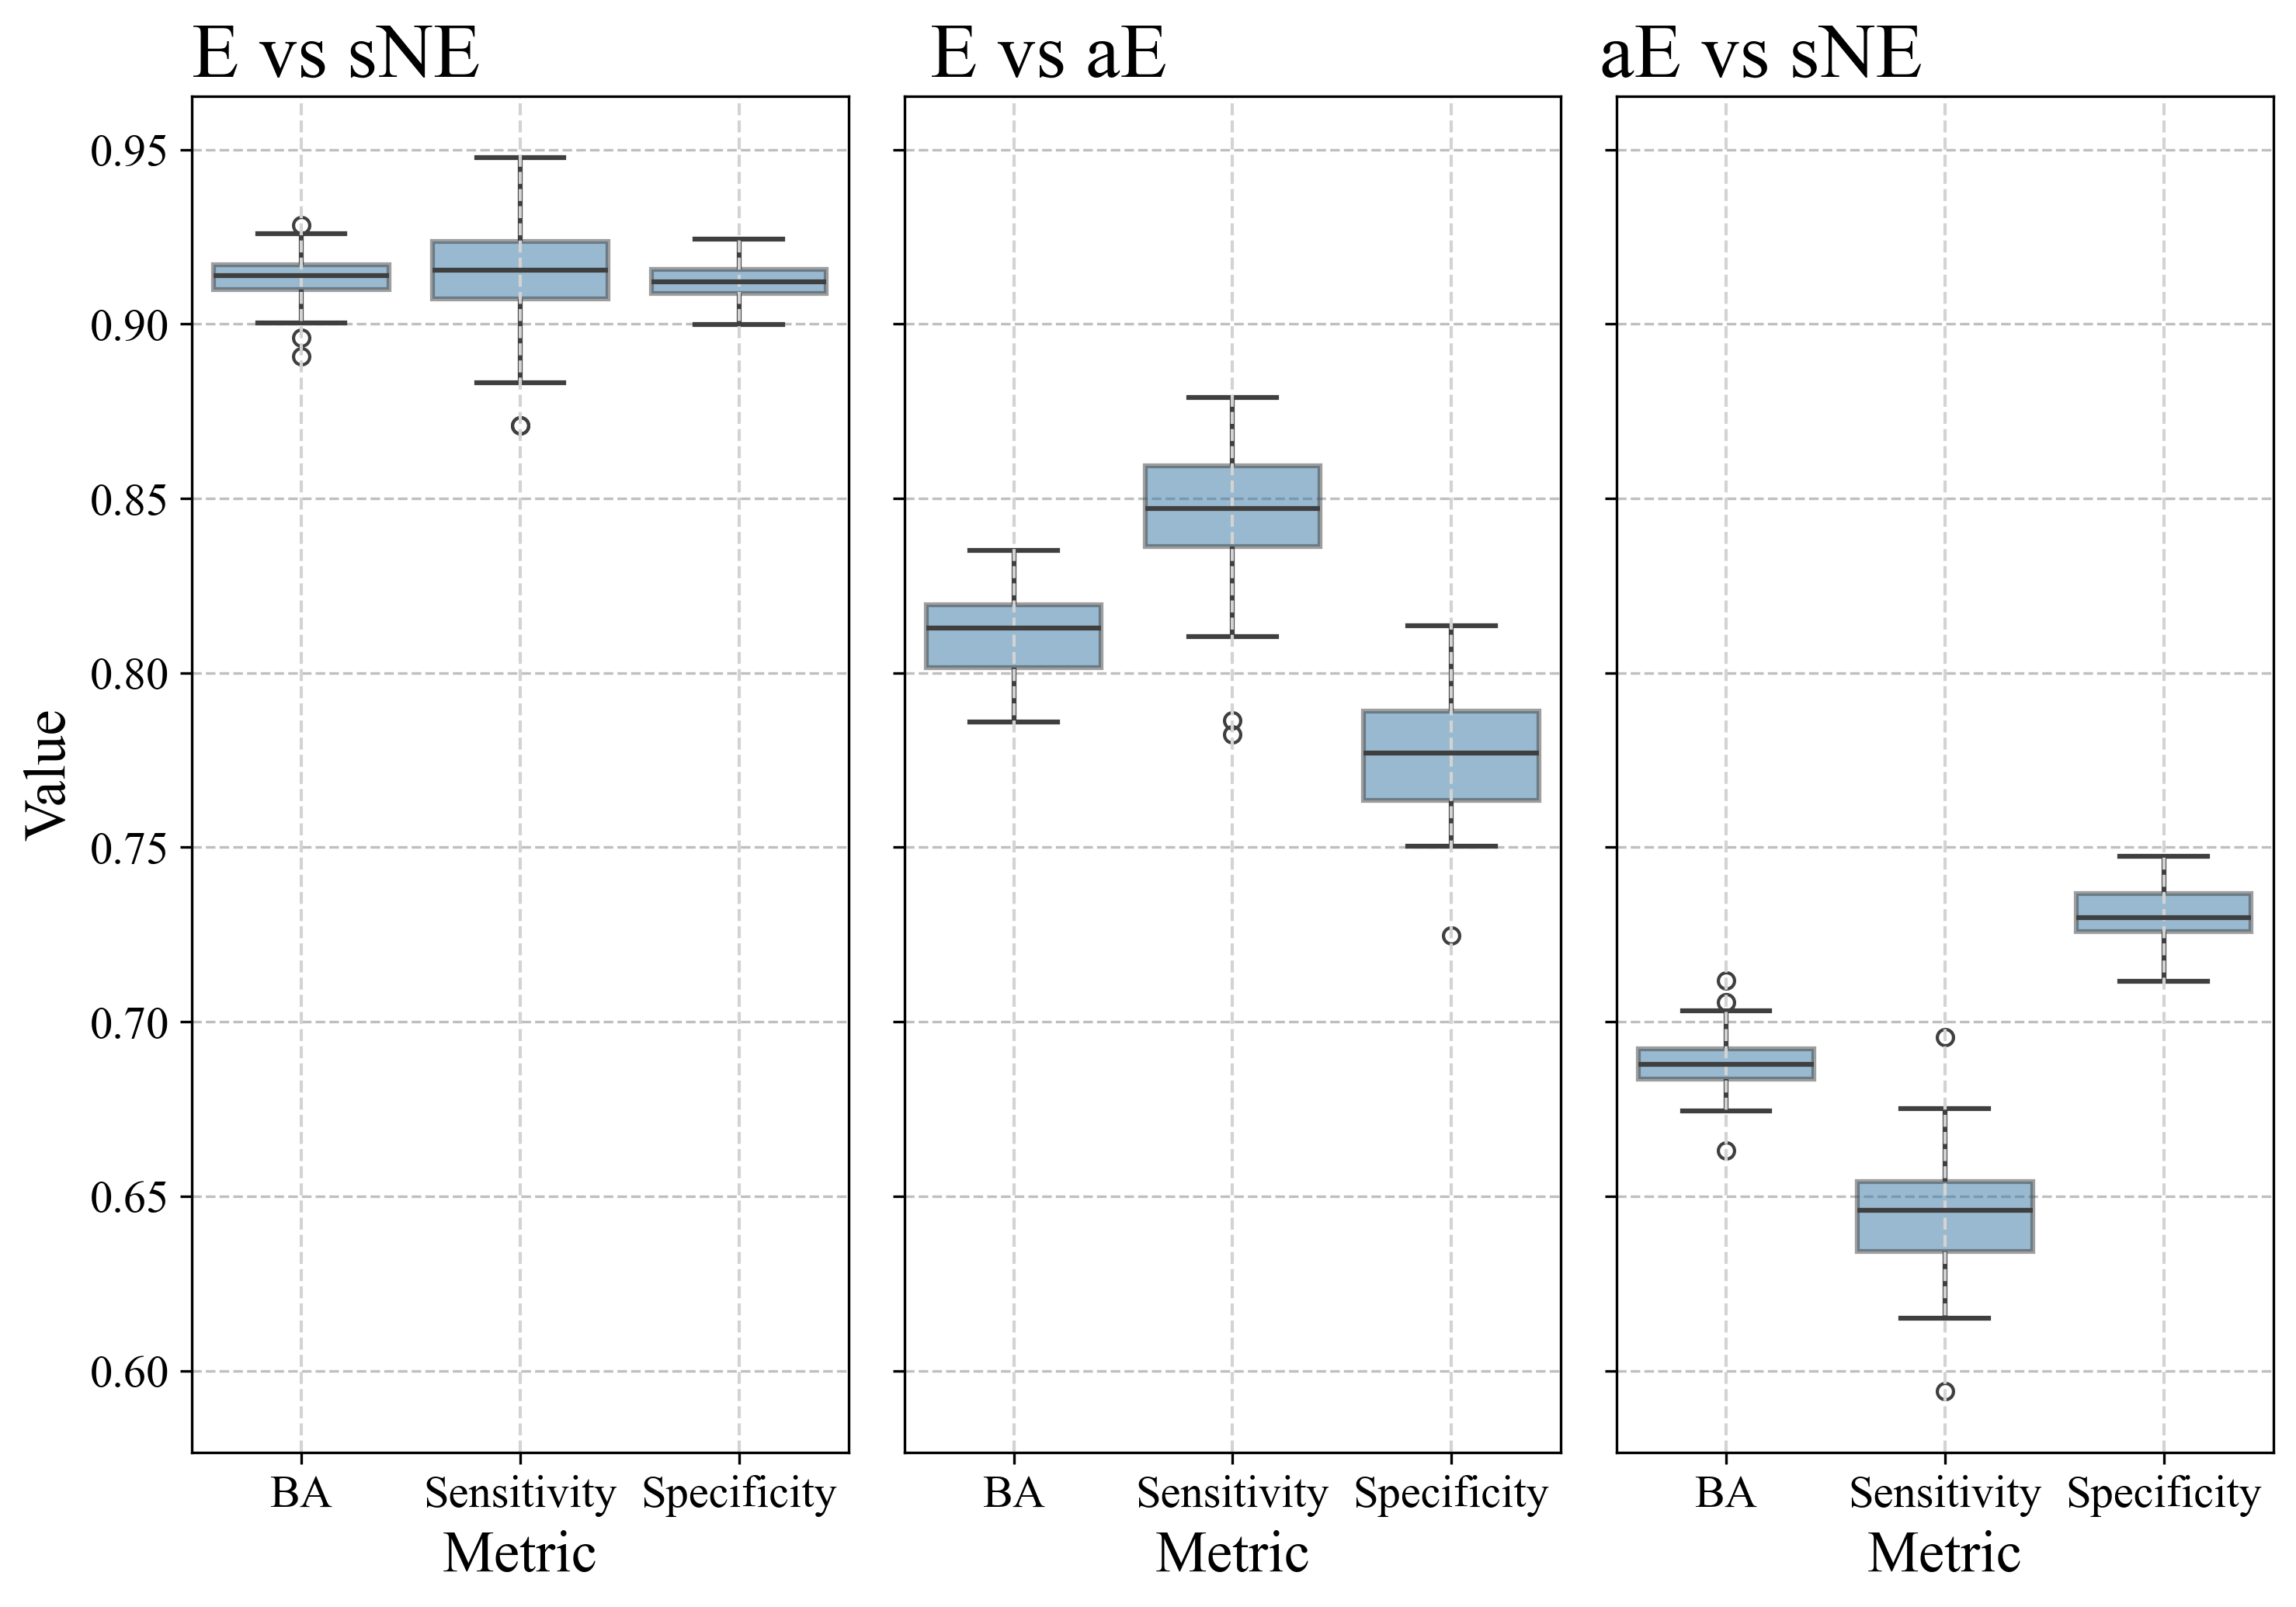 E vs sNE
E vs aE
aE vs sNE
Value
0.95
0.90
0.85
0.80
0.75
0.70
0.65
0.60
BA Sensitivity Specificity
BA Sensitivity Specificity
BA Sensitivity Specificity
Metric
Metric
Metric